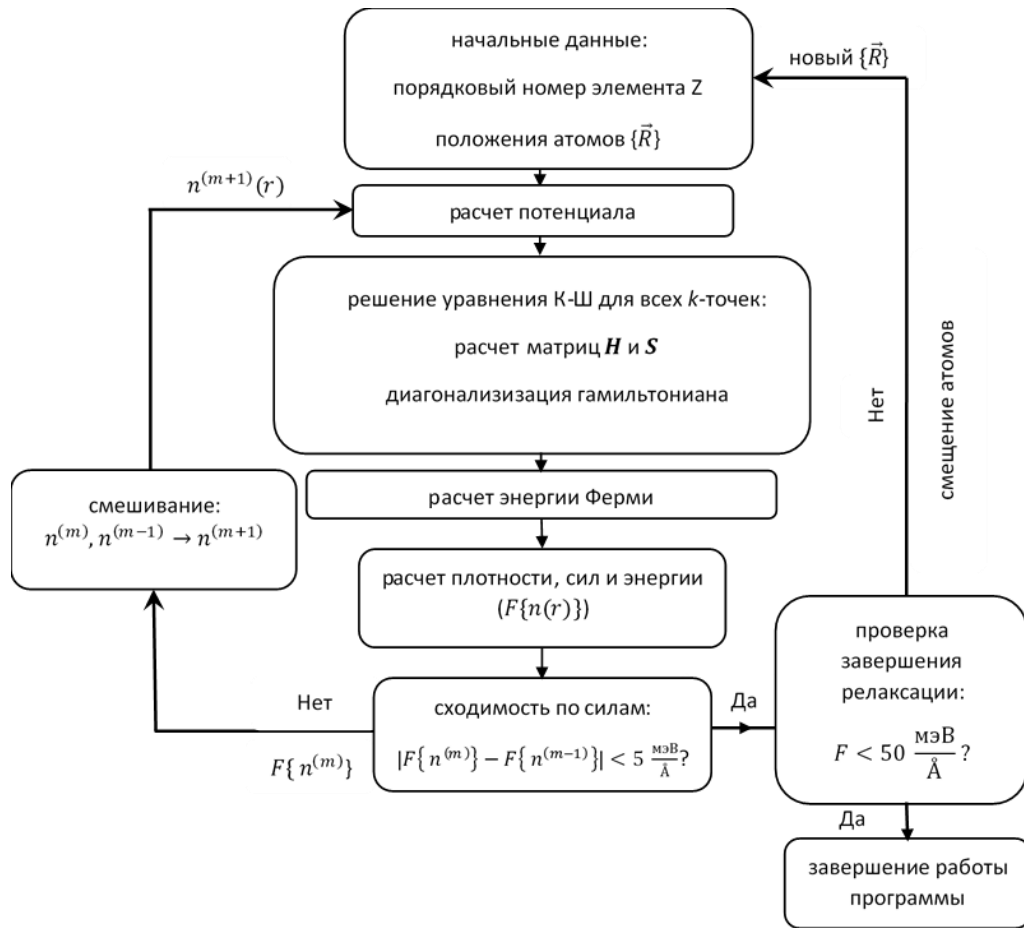 начальные данные:
порядковый номер элемента Z
положения атомов {R⃗}
новый {R⃗}
n^(m+1)(r)
расчет потенциала
решение уравнения К-Ш для всех k-точек:
расчет матриц H и S
диагонализизация гамильтониана
Нет
смещение атомов
расчет энергии Ферми
смешивание:
n^(m), n^(m−1) → n^(m+1)
расчет плотности, сил и энергии
(F{n(r)})
Нет
F{n^(m)}
сходимость по силам:
|F{n^(m)} − F{n^(m−1)}| < 5 мэВ/Å?
Да
проверка
завершения
релаксации:
F < 50 мэВ/Å ?
Да
завершение работы
программы